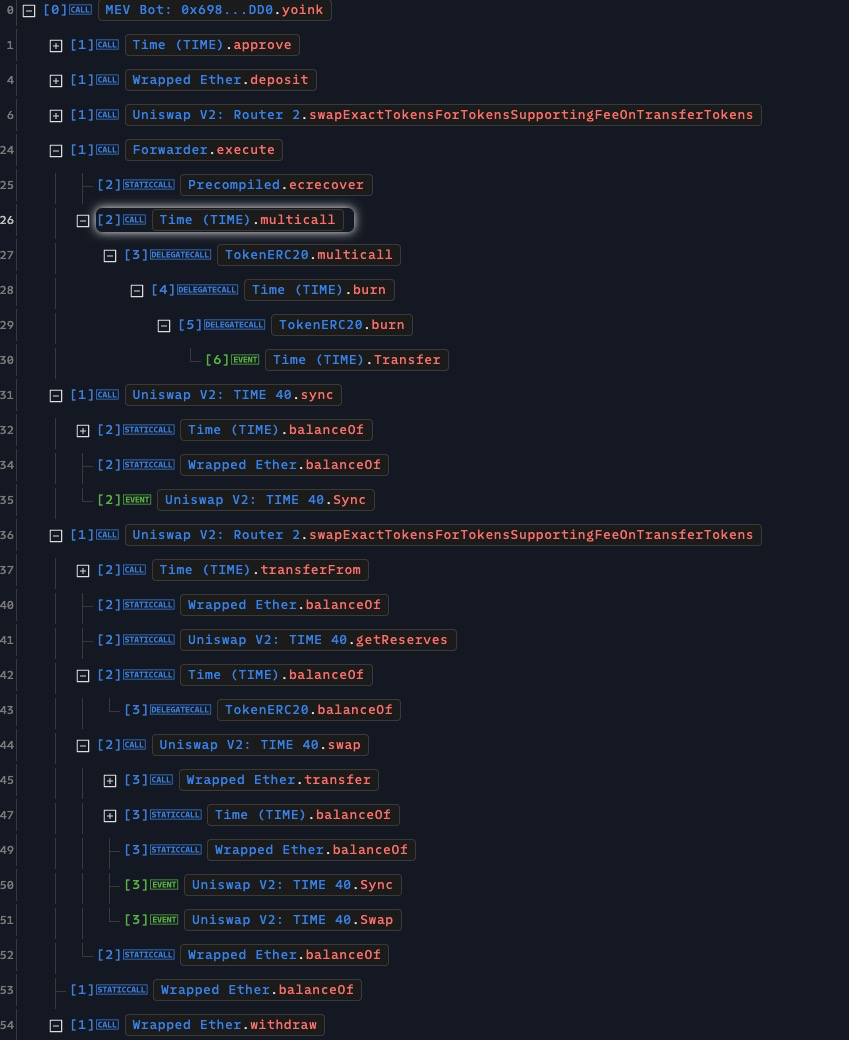 0 [0] CALL MEV Bot: 0x698...DD0.yoink
1 [1] CALL Time (TIME).approve
4 [1] CALL Wrapped Ether.deposit
6 [1] CALL Uniswap V2: Router 2.swapExactTokensForTokensSupportingFeeOnTransferTokens
24 [1] CALL Forwarder.execute
25 [2] STATICCALL Precompiled.ecrecover
26 [2] CALL Time (TIME).multicall
27 [3] DELEGATECALL TokenERC20.multicall
28 [4] DELEGATECALL Time (TIME).burn
29 [5] DELEGATECALL TokenERC20.burn
30 [6] EVENT Time (TIME).Transfer
31 [1] CALL Uniswap V2: TIME 40.sync
32 [2] STATICCALL Time (TIME).balanceOf
34 [2] STATICCALL Wrapped Ether.balanceOf
35 [2] EVENT Uniswap V2: TIME 40.Sync
36 [1] CALL Uniswap V2: Router 2.swapExactTokensForTokensSupportingFeeOnTransferTokens
37 [2] CALL Time (TIME).transferFrom
40 [2] STATICCALL Wrapped Ether.balanceOf
41 [2] STATICCALL Uniswap V2: TIME 40.getReserves
42 [2] STATICCALL Time (TIME).balanceOf
43 [3] DELEGATECALL TokenERC20.balanceOf
44 [2] CALL Uniswap V2: TIME 40.swap
45 [3] CALL Wrapped Ether.transfer
47 [3] STATICCALL Time (TIME).balanceOf
49 [3] STATICCALL Wrapped Ether.balanceOf
50 [3] EVENT Uniswap V2: TIME 40.Sync
51 [3] EVENT Uniswap V2: TIME 40.Swap
52 [2] STATICCALL Wrapped Ether.balanceOf
53 [1] STATICCALL Wrapped Ether.balanceOf
54 [1] CALL Wrapped Ether.withdraw